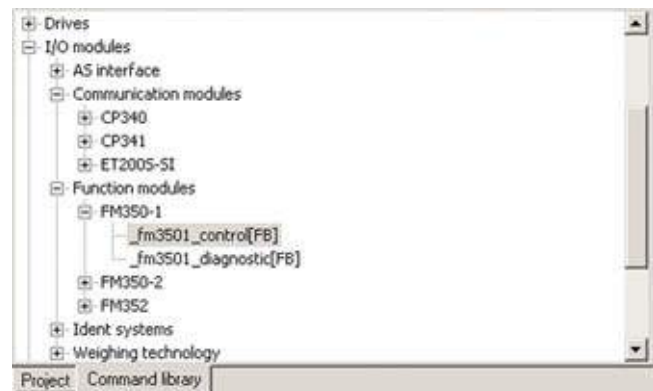 Drives
I/O modules
AS interface
Communication modules
CP340
CP341
ET200S-SI
Function modules
FM350-1
_fm3501_control[FB]
_fm3501_diagnostic[FB]
FM350-2
FM352
Ident systems
Weighing technology
Project Command library